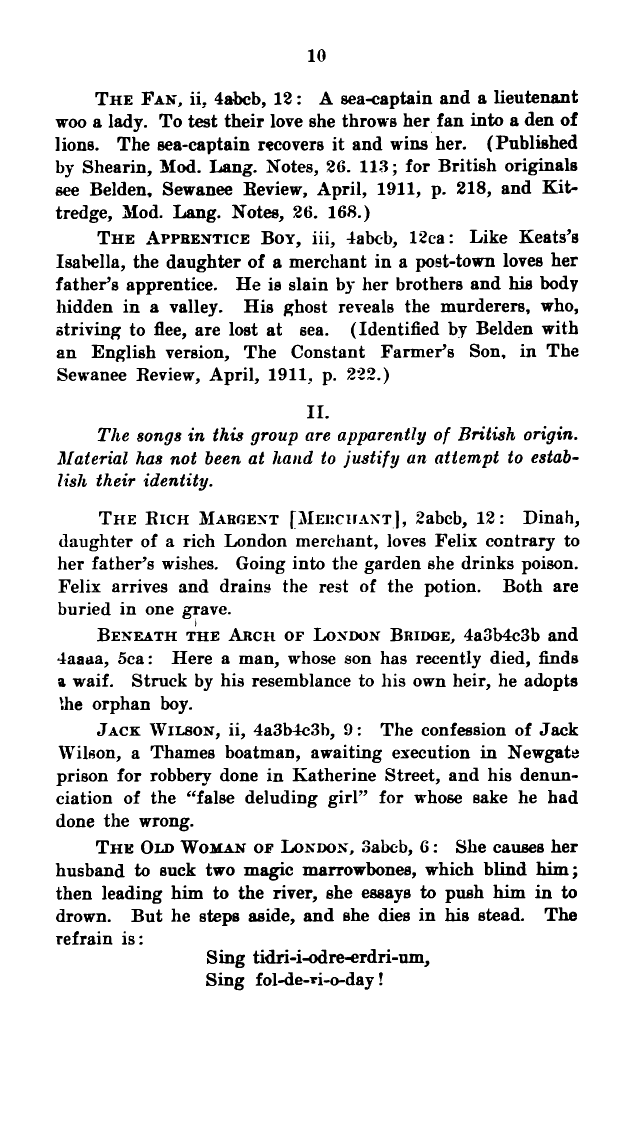 10
THE FAN, ii, 4abcb, 12: A sea-captain and a lieutenant
woo a lady. To test their love she throws her fan into a den of
lions. The sea-captain recovers it and wins her. (Published
by Shearin, Mod. Lang. Notes, 26. 113; for British originals
see Belden, Sewanee Review, April, 1911, p. 218, and Kit-
tredge, Mod. Lang. Notes, 26. 168.)
THE APPRENTICE BOY, iii, 4abcb, 12ca: Like Keats's
Isabella, the daughter of a merchant in a post-town loves her
father's apprentice. He is slain by her brothers and his body
hidden in a valley. His ghost reveals the murderers, who,
striving to flee, are lost at sea. (Identified by Belden with
an English version, The Constant Farmer's Son, in The
Sewanee Review, April, 1911, p. 222.)
II.
The songs in this group are apparently of British origin.
Material has not been at hand to justify an attempt to estab-
lish their identity.
THE RICH MARGENT [MERCHANT], 2abcb, 12: Dinah,
daughter of a rich London merchant, loves Felix contrary to
her father's wishes. Going into the garden she drinks poison.
Felix arrives and drains the rest of the potion. Both are
buried in one grave.
BENEATH THE ARCH OF LONDON BRIDGE, 4a3b4c3b and
4aaaa, 5ca: Here a man, whose son has recently died, finds
a waif. Struck by his resemblance to his own heir, he adopts
the orphan boy.
JACK WILSON, ii, 4a3b4c3b, 9: The confession of Jack
Wilson, a Thames boatman, awaiting execution in Newgate
prison for robbery done in Katherine Street, and his denun-
ciation of the "false deluding girl" for whose sake he had
done the wrong.
THE OLD WOMAN OF LONDON, 3abcb, 6: She causes her
husband to suck two magic marrowbones, which blind him;
then leading him to the river, she essays to push him in to
drown. But he steps aside, and she dies in his stead. The
refrain is:
Sing tidri-i-odre-erdri-um,
Sing fol-de-ri-o-day!